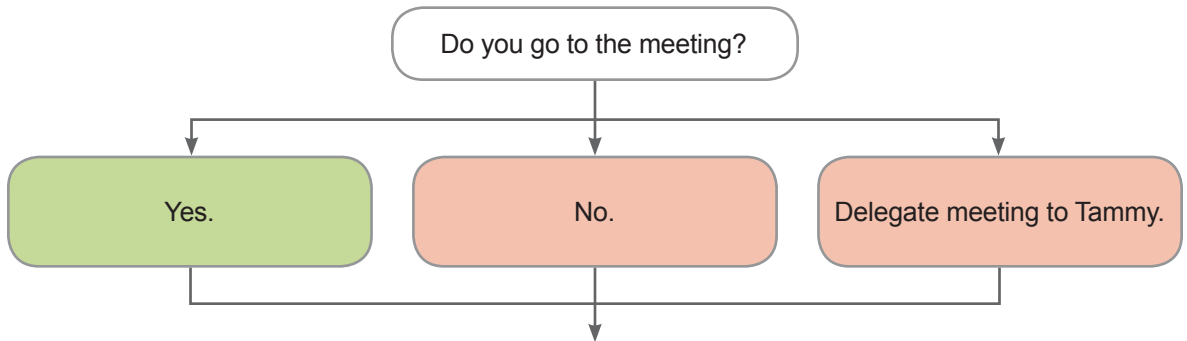 Do you go to the meeting?
Yes.
No.
Delegate meeting to Tammy.